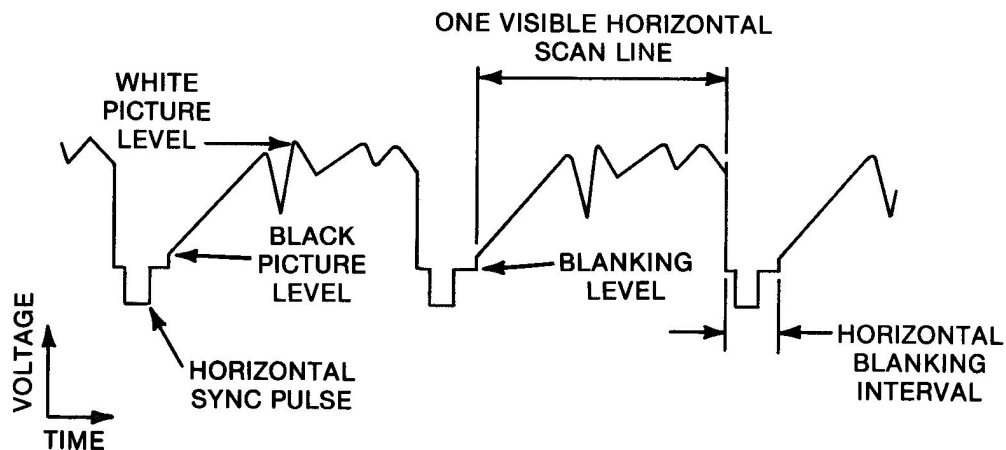 ONE VISIBLE HORIZONTAL
SCAN LINE
WHITE
PICTURE
LEVEL
BLACK
PICTURE
LEVEL
BLANKING
LEVEL
HORIZONTAL
SYNC PULSE
HORIZONTAL
BLANKING
INTERVAL
VOLTAGE
TIME